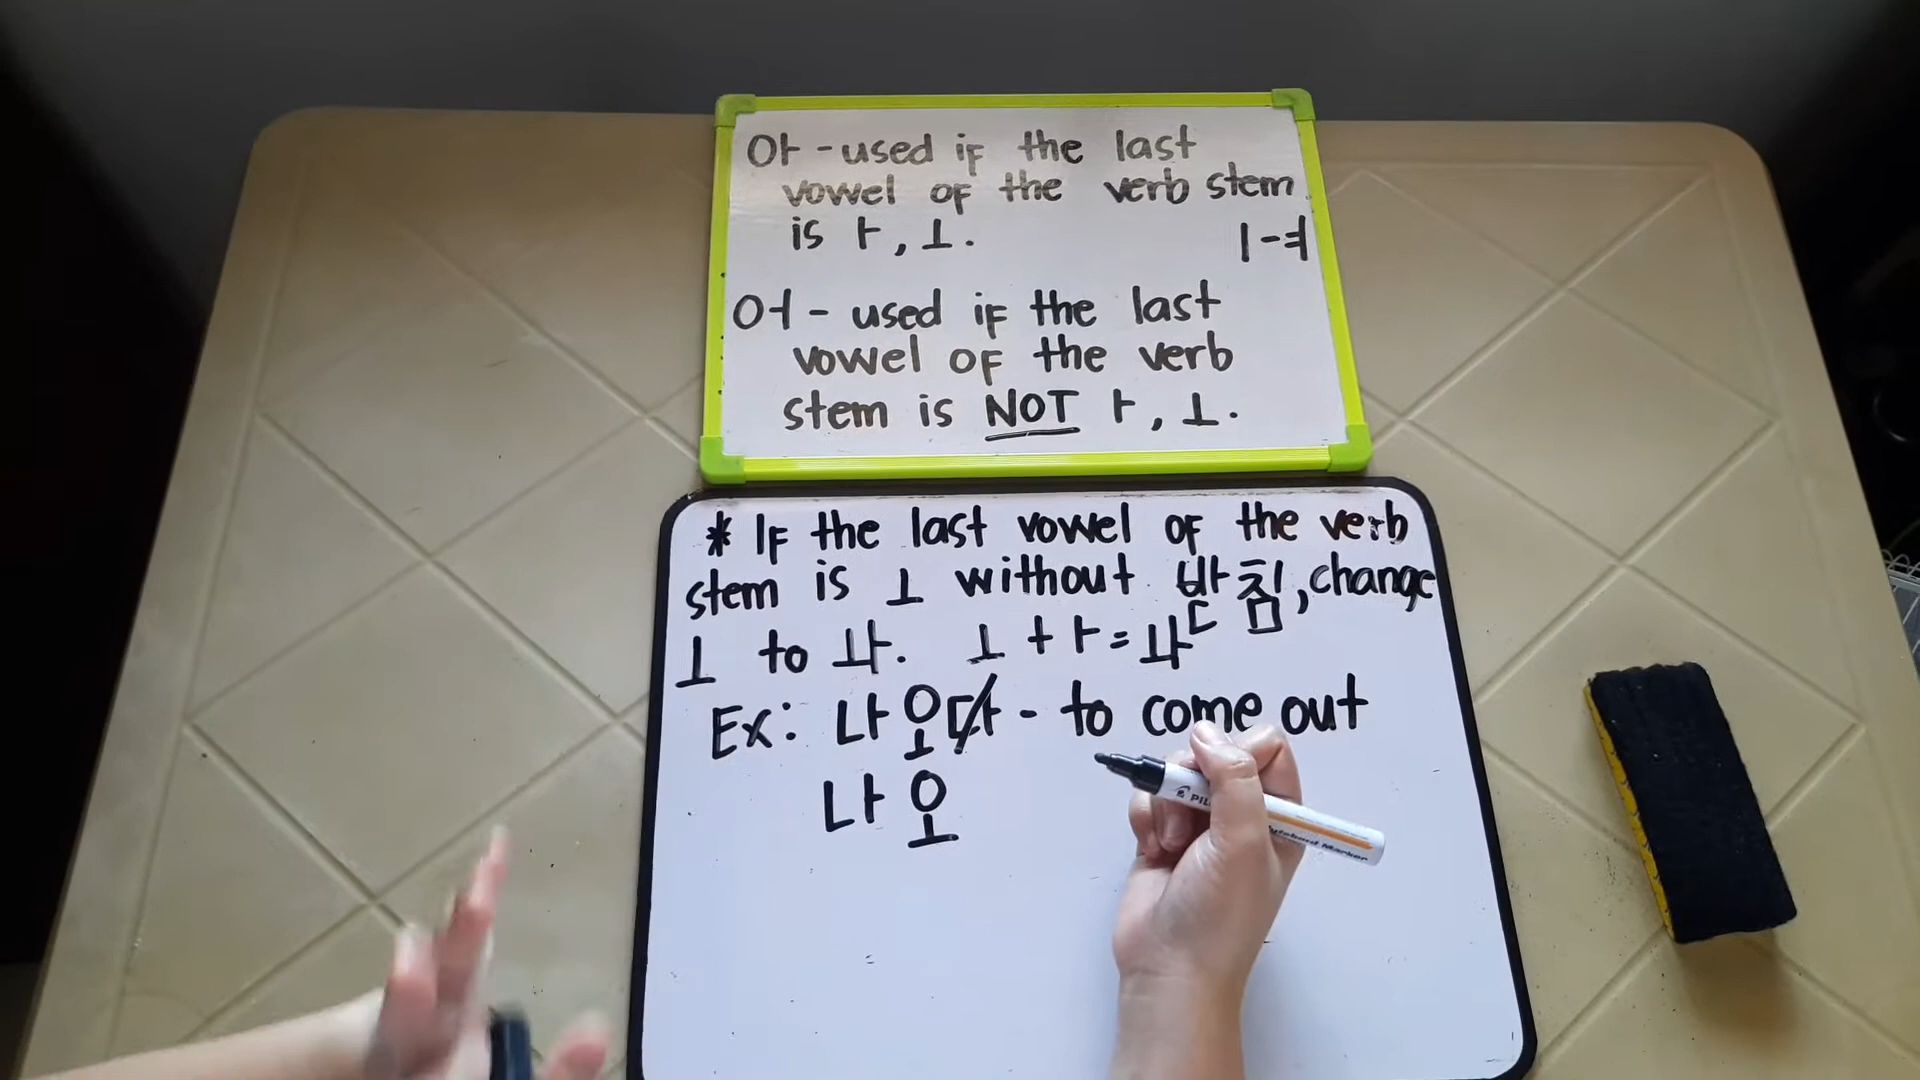 아 - used if the last
vowel of the verb stem
is ㅏ, ㅗ.
ㅣ-ㅕ
어 - used if the last
vowel of the verb
stem is NOT ㅏ, ㅗ.
* If the last vowel of the verb
stem is ㅗ without 받침, change
ㅗ to ㅘ. ㅗ + ㅏ = ㅘ
Ex: 나오다 - to come out
나오
PIL